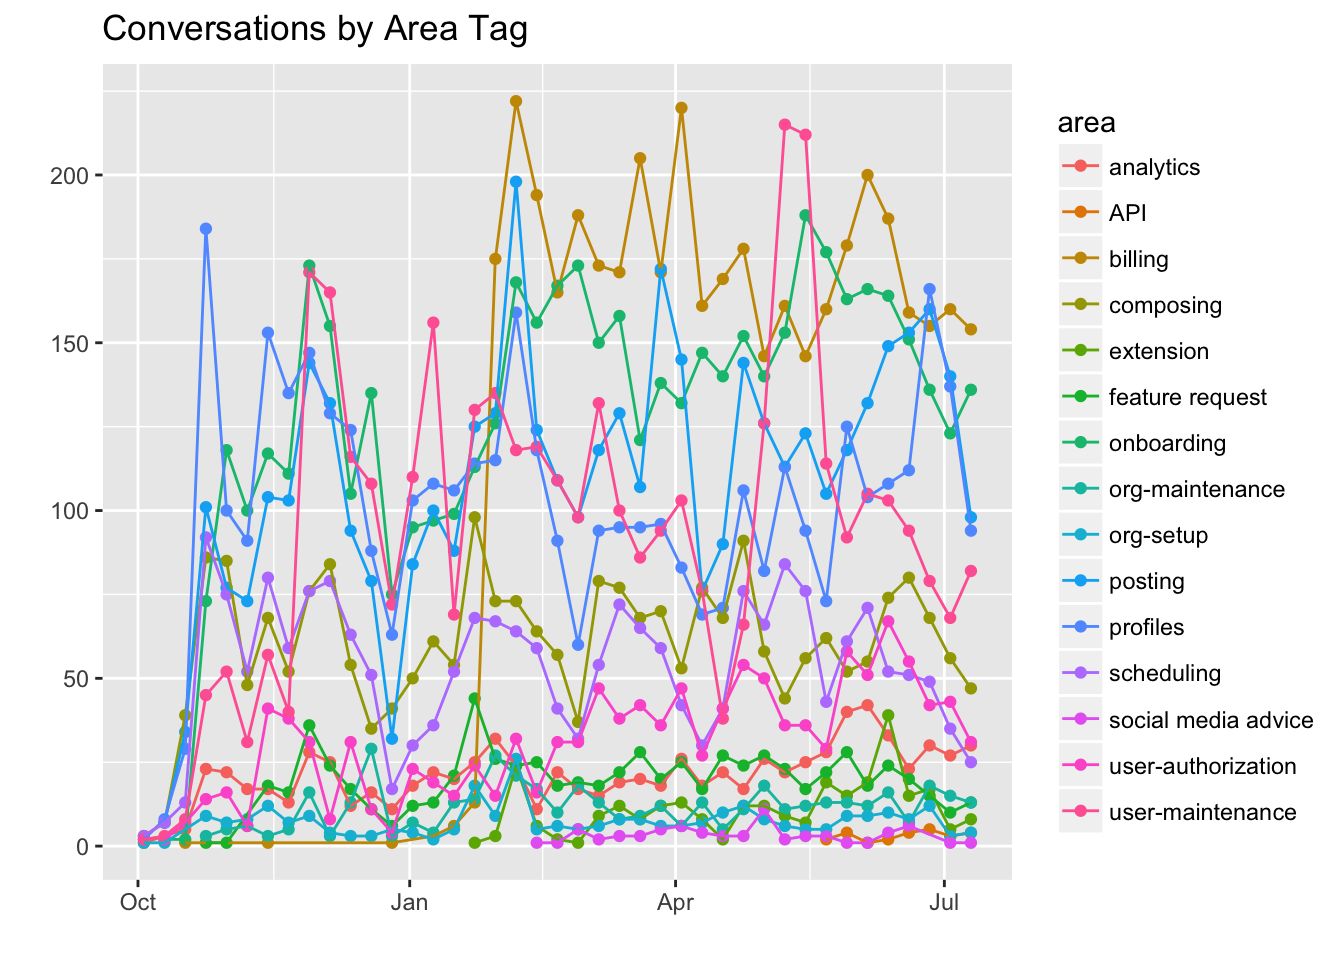 Conversations by Area Tag
200
150
100
50
0
Oct Jan Apr Jul
area
analytics
API
billing
composing
extension
feature request
onboarding
org-maintenance
org-setup
posting
profiles
scheduling
social media advice
user-authorization
user-maintenance